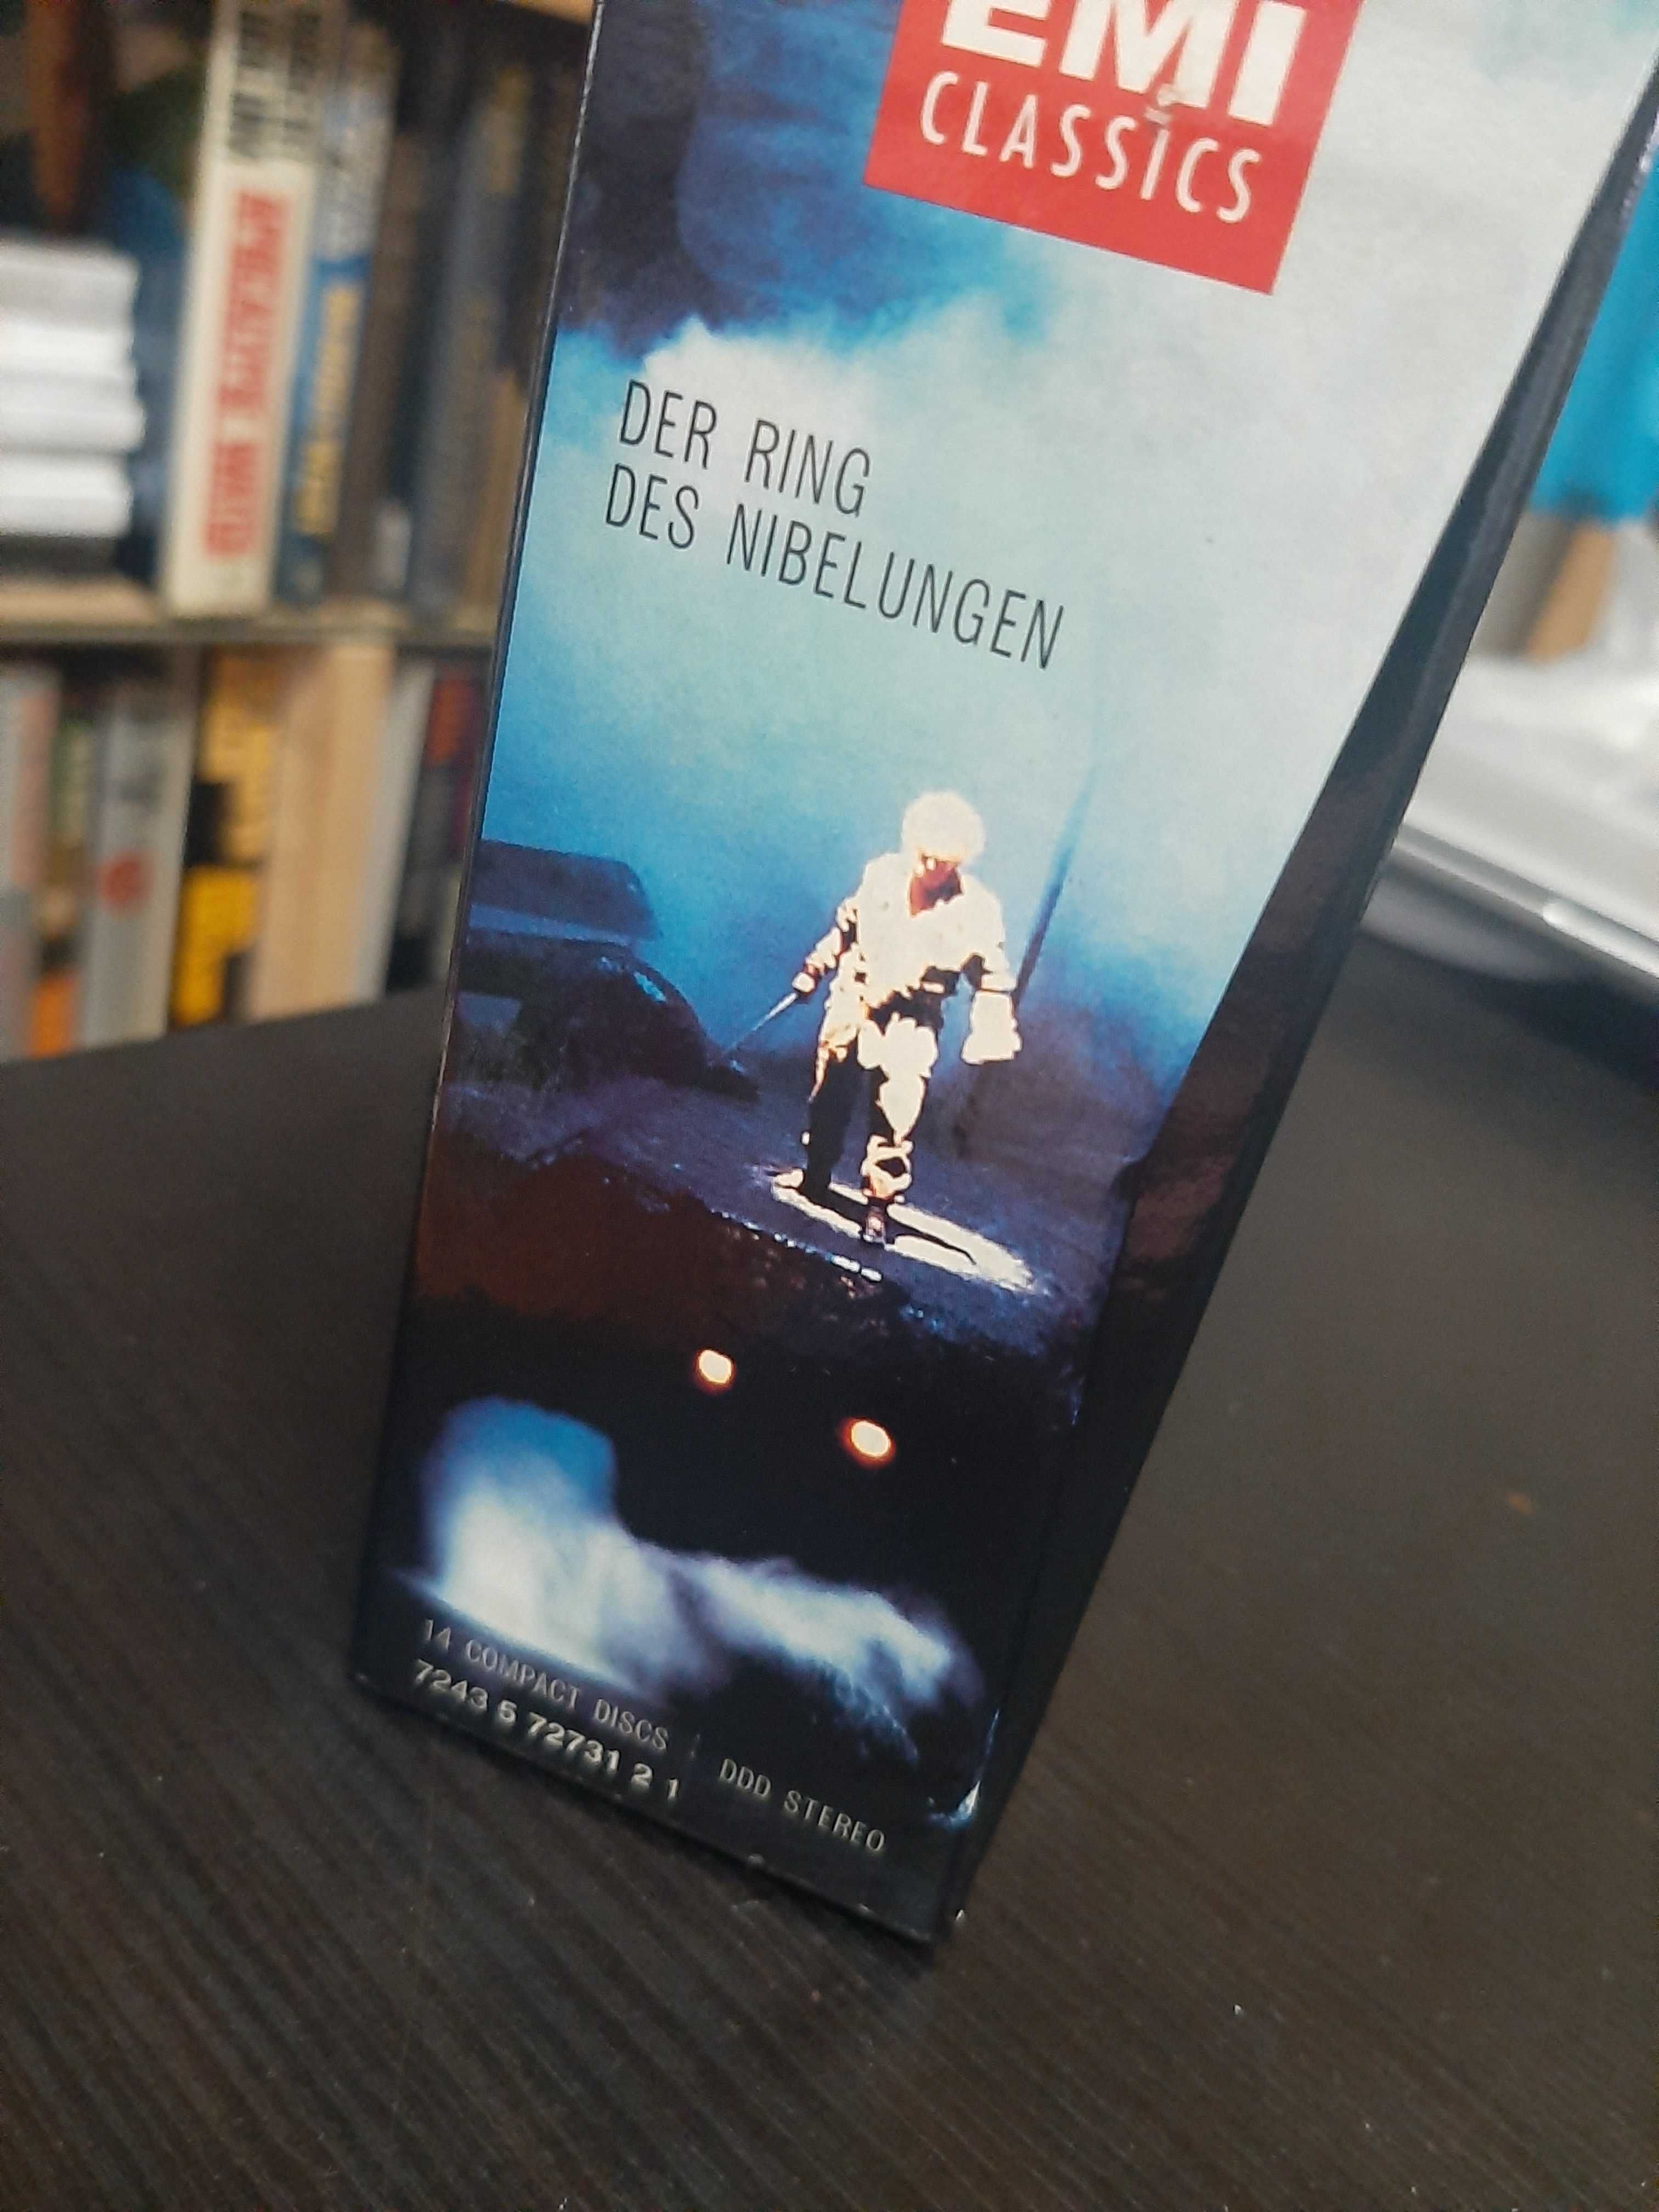 EMI
CLASSICS
DER RING
DES NIBELUNGEN
14 COMPACT DISCS | DDD STEREO
7243 5 72731 2 1